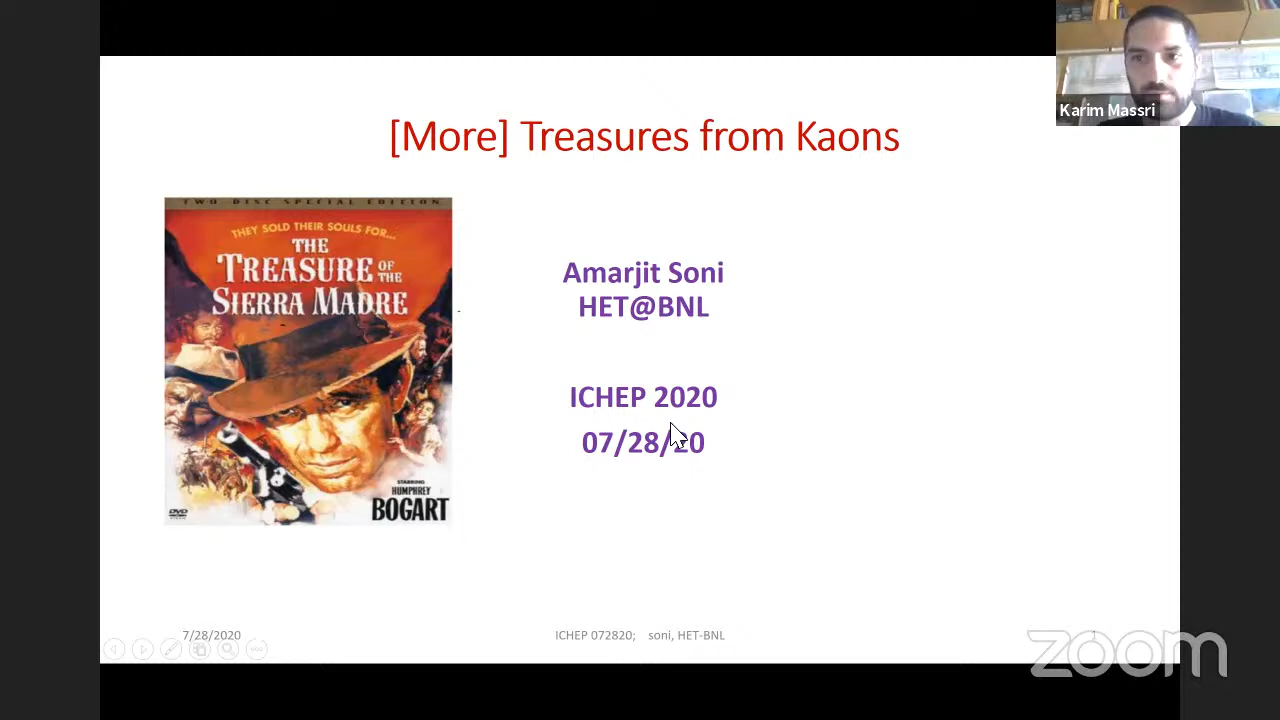 Karim Massri
[More] Treasures from Kaons
TWO-DISC SPECIAL EDITION
THEY SOLD THEIR SOULS FOR...
THE
TREASURE OF THE
SIERRA MADRE
STARRING
HUMPHREY
BOGART
DVD
VIDEO
Amarjit Soni
HET@BNL
ICHEP 2020
07/28/20
7/28/2020
ICHEP 072820; soni, HET-BNL
1
zoom